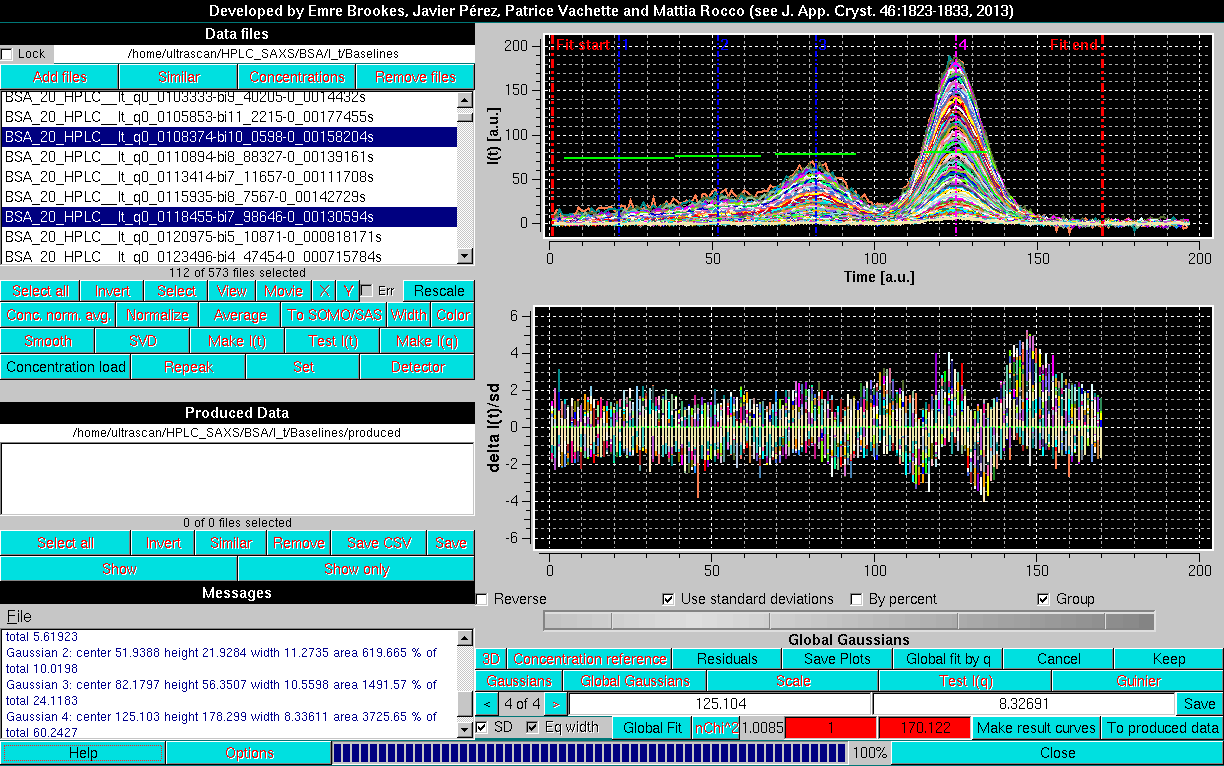 Developed by Emre Brookes, Javier Pérez, Patrice Vachette and Mattia Rocco (see J. App. Cryst. 46:1823-1833, 2013)
Data files
Lock /home/ultrascan/HPLC_SAXS/BSA/I_t/Baselines
Add files Similar Concentrations Remove files
BSA_20_HPLC__It_q0_0103333-bi9_40205-0_0014432s
BSA_20_HPLC__It_q0_0105853-bi11_2215-0_00177455s
BSA_20_HPLC__It_q0_0108374-bi10_0598-0_00158204s
BSA_20_HPLC__It_q0_0110894-bi8_88327-0_00139161s
BSA_20_HPLC__It_q0_0113414-bi7_11657-0_00111708s
BSA_20_HPLC__It_q0_0115935-bi8_7567-0_00142729s
BSA_20_HPLC__It_q0_0118455-bi7_98646-0_00130594s
BSA_20_HPLC__It_q0_0120975-bi5_10871-0_000818171s
BSA_20_HPLC__It_q0_0123496-bi4_47454-0_000715784s
112 of 573 files selected
Select all Invert Select View Movie X Y Err Rescale
Conc. norm. avg Normalize Average To SOMO/SAS Width Color
Smooth SVD Make I(t) Test I(t) Make I(q)
Concentration load Repeak Set Detector
Produced Data
/home/ultrascan/HPLC_SAXS/BSA/I_t/Baselines/produced
0 of 0 files selected
Select all Invert Similar Remove Save CSV Save
Show Show only
Messages
File
total 5.61923
Gaussian 2: center 51.9388 height 21.9284 width 11.2735 area 619.665 % of
total 10.0198
Gaussian 3: center 82.1797 height 56.3507 width 10.5598 area 1491.57 % of
total 24.1183
Gaussian 4: center 125.103 height 178.299 width 8.33611 area 3725.65 % of
total 60.2427
Help Options 100% Close
Fit start 1 2 3 4 Fit end
I(t) [a.u.]
200
150
100
50
0
0 50 100 150 200
Time [a.u.]
delta I(t)/sd
6
4
2
0
-2
-4
-6
0 50 100 150 200
Reverse Use standard deviations By percent Group
Global Gaussians
3D Concentration reference Residuals Save Plots Global fit by q Cancel Keep
Gaussians Global Gaussians Scale Test I(q) Guinier
< 4 of 4 > 125.104 8.32691 Save
SD Eq width Global Fit nChi^2 1.0085 1 170.122 Make result curves To produced data